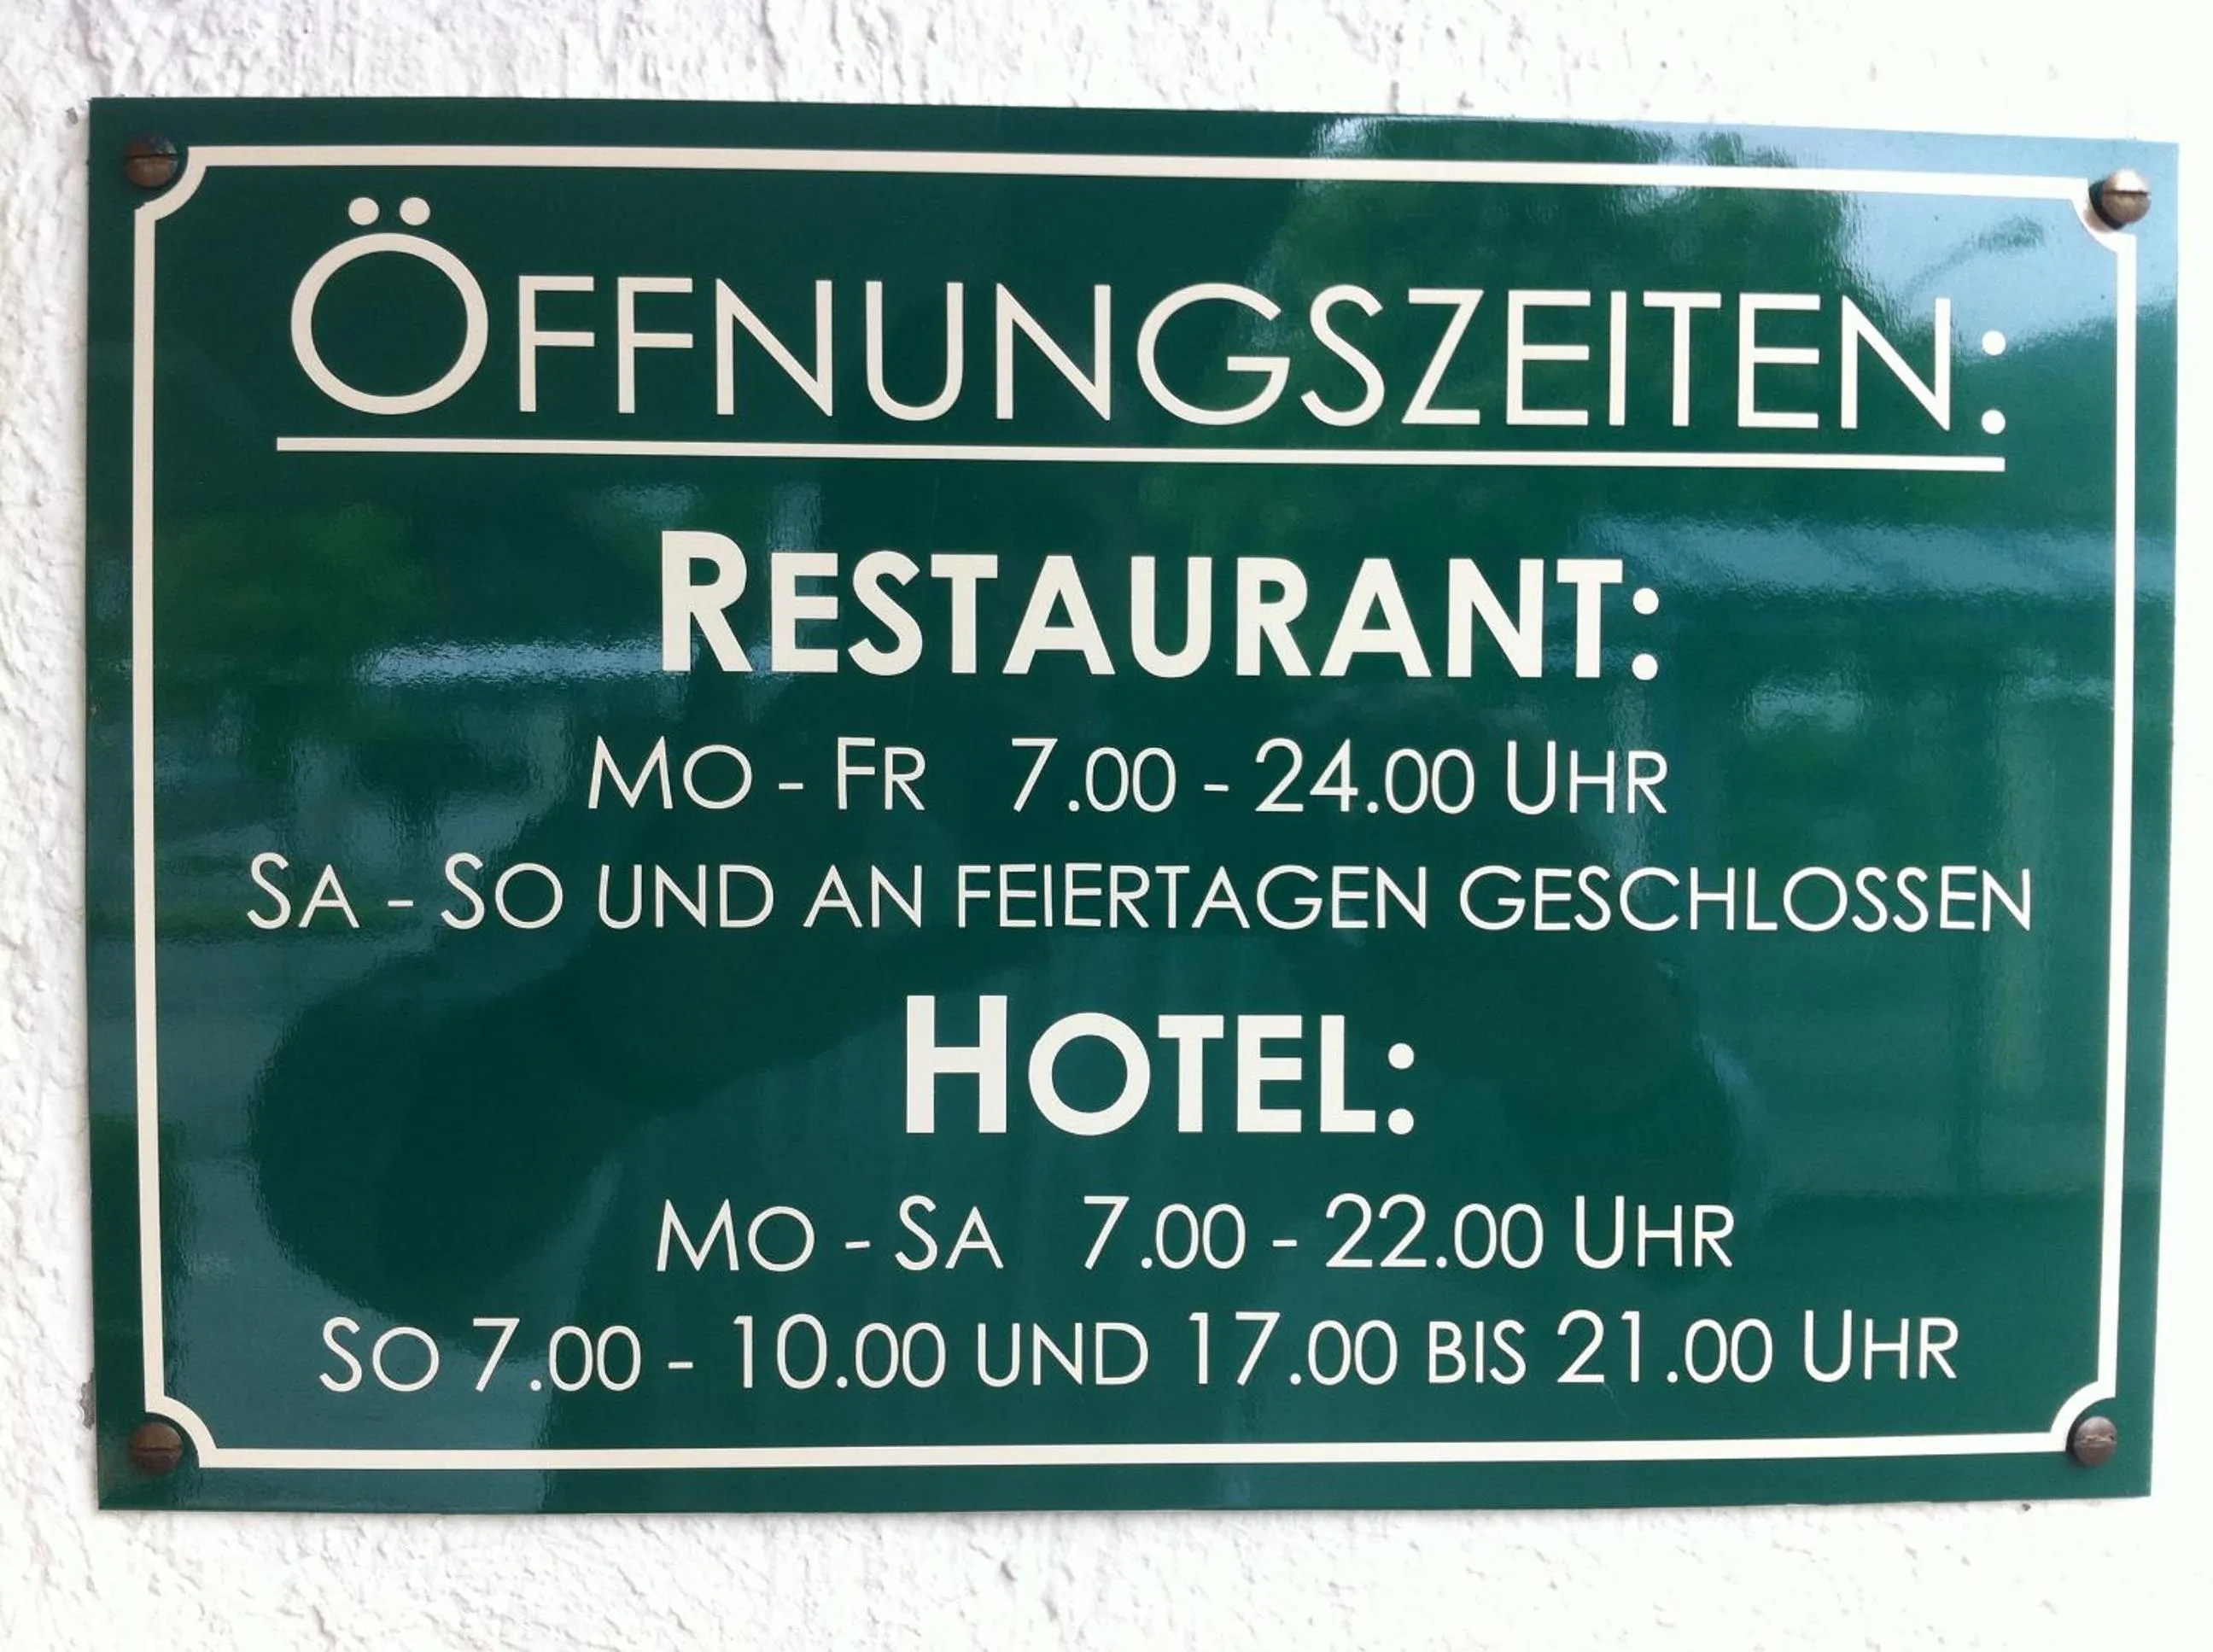 ÖFFNUNGSZEITEN:
RESTAURANT:
MO - FR 7.00 - 24.00 UHR
SA - SO UND AN FEIERTAGEN GESCHLOSSEN
HOTEL:
MO - SA 7.00 - 22.00 UHR
SO 7.00 - 10.00 UND 17.00 BIS 21.00 UHR